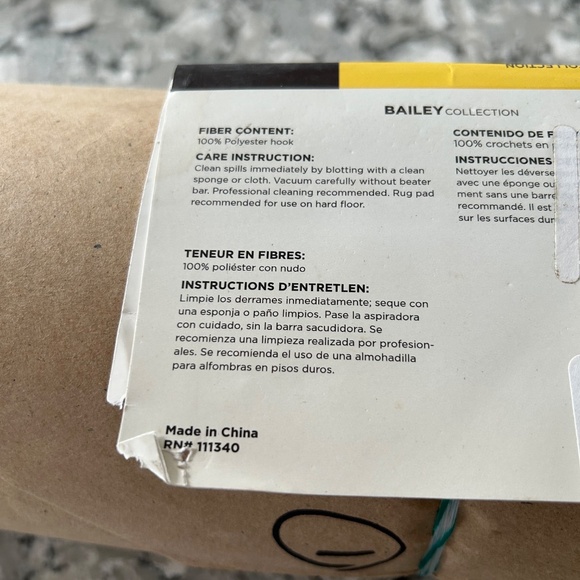 BAILEY COLLECTION
FIBER CONTENT:
100% Polyester hook
CARE INSTRUCTION:
Clean spills immediately by blotting with a clean
sponge or cloth. Vacuum carefully without beater
bar. Professional cleaning recommended. Rug pad
recommended for use on hard floor.
CONTENIDO DE F
100% crochets en
INSTRUCCIONES
Nettoyer les déverse
avec une éponge ou
ment sans une barre
recommandé. Il est
sur les surfaces dur
TENEUR EN FIBRES:
100% poliéster con nudo
INSTRUCTIONS D'ENTRETLEN:
Limpie los derrames inmediatamente; seque con
una esponja o paño limpios. Pase la aspiradora
con cuidado, sin la barra sacudidora. Se
recomienza una limpieza realizada por profesion-
ales. Se recomienda el uso de una almohadilla
para alfombras en pisos duros.
Made in China
RN# 111340